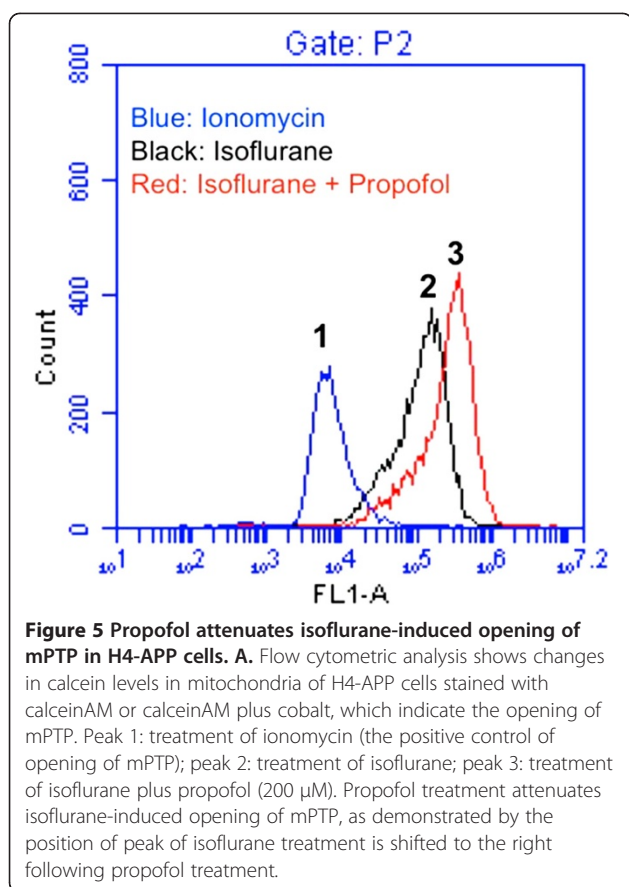 Gate: P2
800
600
400
200
0
Count
Blue: Ionomycin
Black: Isoflurane
Red: Isoflurane + Propofol
1
2
3
10^1 10^2 10^3 10^4 10^5 10^6 10^7.2
FL1-A
Figure 5 Propofol attenuates isoflurane-induced opening of
mPTP in H4-APP cells. A. Flow cytometric analysis shows changes
in calcein levels in mitochondria of H4-APP cells stained with
calceinAM or calceinAM plus cobalt, which indicate the opening of
mPTP. Peak 1: treatment of ionomycin (the positive control of
opening of mPTP); peak 2: treatment of isoflurane; peak 3: treatment
of isoflurane plus propofol (200 μM). Propofol treatment attenuates
isoflurane-induced opening of mPTP, as demonstrated by the
position of peak of isoflurane treatment is shifted to the right
following propofol treatment.